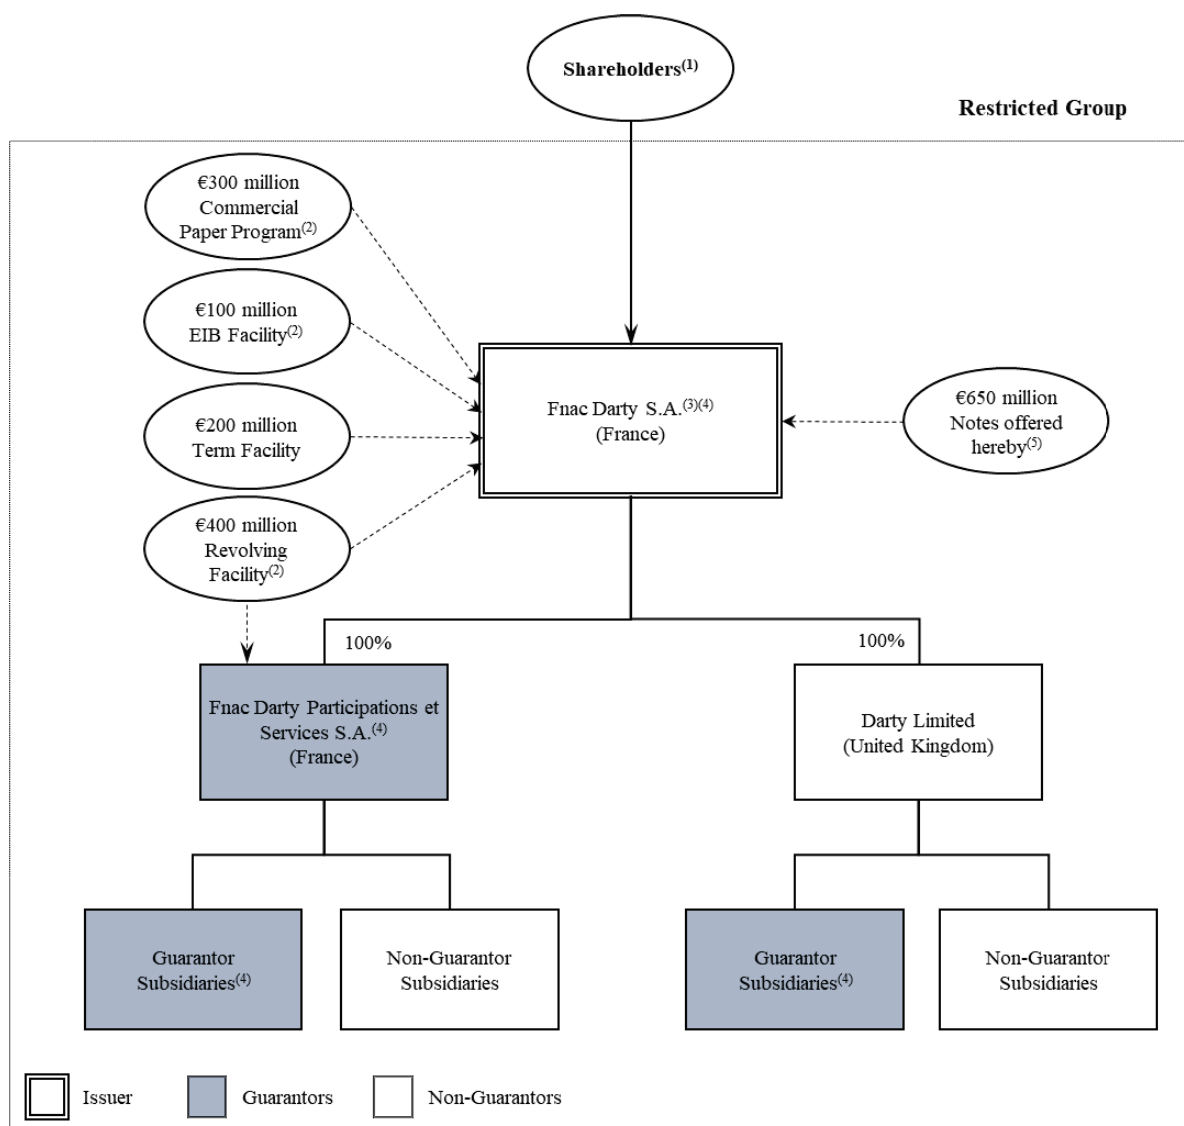 Shareholders(1)
Restricted Group
€300 million
Commercial
Paper Program(2)
€100 million
EIB Facility(2)
€200 million
Term Facility
€400 million
Revolving
Facility(2)
Fnac Darty S.A.(3)(4)
(France)
€650 million
Notes offered
hereby(5)
100%
100%
Fnac Darty Participations et
Services S.A.(4)
(France)
Darty Limited
(United Kingdom)
Guarantor
Subsidiaries(4)
Non-Guarantor
Subsidiaries
Guarantor
Subsidiaries(4)
Non-Guarantor
Subsidiaries
Issuer
Guarantors
Non-Guarantors